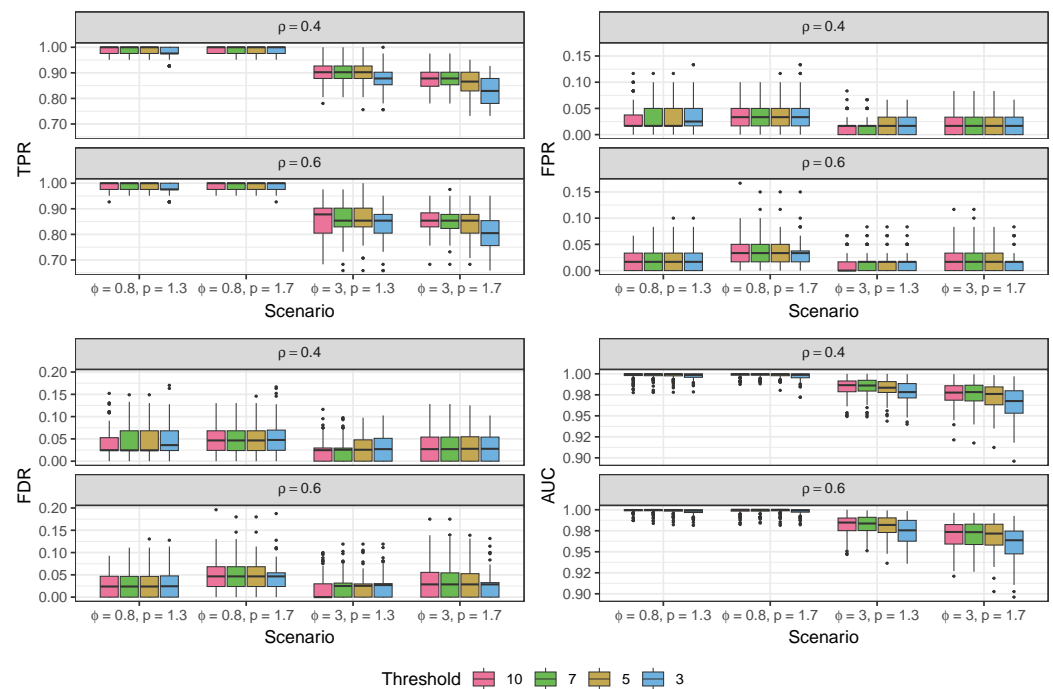 ρ = 0.4
1.00
0.90
0.80
0.70
ρ = 0.6
1.00
0.90
0.80
0.70
TPR
ϕ = 0.8, p = 1.3 ϕ = 0.8, p = 1.7 ϕ = 3, p = 1.3 ϕ = 3, p = 1.7
Scenario
ρ = 0.4
0.15
0.10
0.05
0.00
ρ = 0.6
0.15
0.10
0.05
0.00
FPR
ϕ = 0.8, p = 1.3 ϕ = 0.8, p = 1.7 ϕ = 3, p = 1.3 ϕ = 3, p = 1.7
Scenario
ρ = 0.4
0.20
0.15
0.10
0.05
0.00
ρ = 0.6
0.20
0.15
0.10
0.05
0.00
FDR
ϕ = 0.8, p = 1.3 ϕ = 0.8, p = 1.7 ϕ = 3, p = 1.3 ϕ = 3, p = 1.7
Scenario
ρ = 0.4
1.00
0.98
0.95
0.92
0.90
ρ = 0.6
1.00
0.98
0.95
0.92
0.90
AUC
ϕ = 0.8, p = 1.3 ϕ = 0.8, p = 1.7 ϕ = 3, p = 1.3 ϕ = 3, p = 1.7
Scenario
Threshold 10 7 5 3